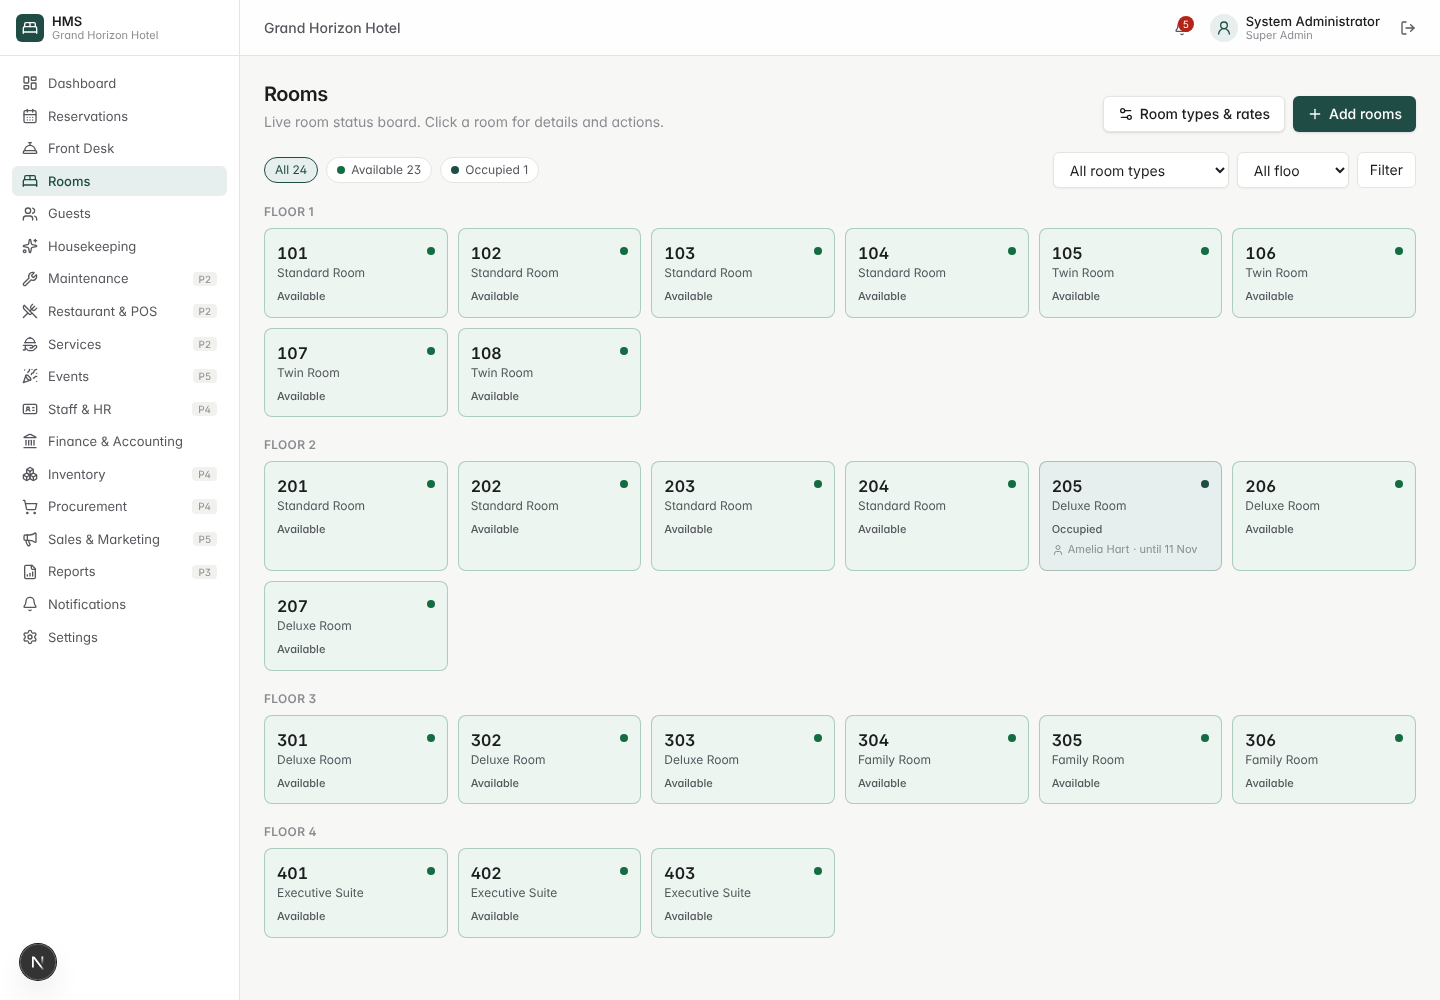 HMS
Grand Horizon Hotel
Grand Horizon Hotel
5
System Administrator
Super Admin
Dashboard
Reservations
Front Desk
Rooms
Guests
Housekeeping
Maintenance P2
Restaurant & POS P2
Services P2
Events P5
Staff & HR P4
Finance & Accounting
Inventory P4
Procurement P4
Sales & Marketing P5
Reports P3
Notifications
Settings
N
Rooms
Live room status board. Click a room for details and actions.
Room types & rates
Add rooms
All 24
Available 23
Occupied 1
All room types
All floo
Filter
FLOOR 1
101
Standard Room
Available
102
Standard Room
Available
103
Standard Room
Available
104
Standard Room
Available
105
Twin Room
Available
106
Twin Room
Available
107
Twin Room
Available
108
Twin Room
Available
FLOOR 2
201
Standard Room
Available
202
Standard Room
Available
203
Standard Room
Available
204
Standard Room
Available
205
Deluxe Room
Occupied
Amelia Hart · until 11 Nov
206
Deluxe Room
Available
207
Deluxe Room
Available
FLOOR 3
301
Deluxe Room
Available
302
Deluxe Room
Available
303
Deluxe Room
Available
304
Family Room
Available
305
Family Room
Available
306
Family Room
Available
FLOOR 4
401
Executive Suite
Available
402
Executive Suite
Available
403
Executive Suite
Available